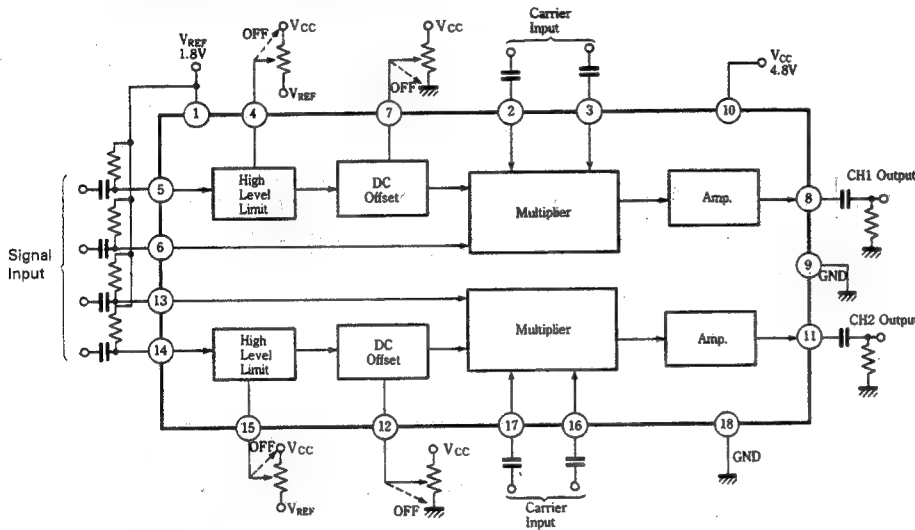 Carrier
Input
OFF
VCC
VCC
VREF
1.8V
VCC
4.8V
VREF
OFF
1
4
7
2
3
10
5
High
Level
Limit
DC
Offset
Multiplier
Amp.
8
CH1 Output
6
Signal
Input
9
GND
13
14
High
Level
Limit
DC
Offset
Multiplier
Amp.
11
CH2 Output
15
12
17
16
18
OFF
VCC
VCC
GND
VREF
OFF
Carrier
Input